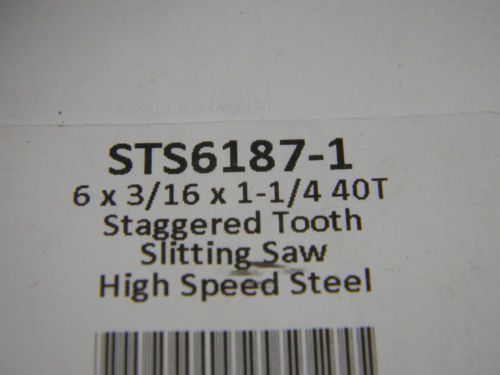 STS6187-1
6 x 3/16 x 1-1/4 40T
Staggered Tooth
Slitting Saw
High Speed Steel